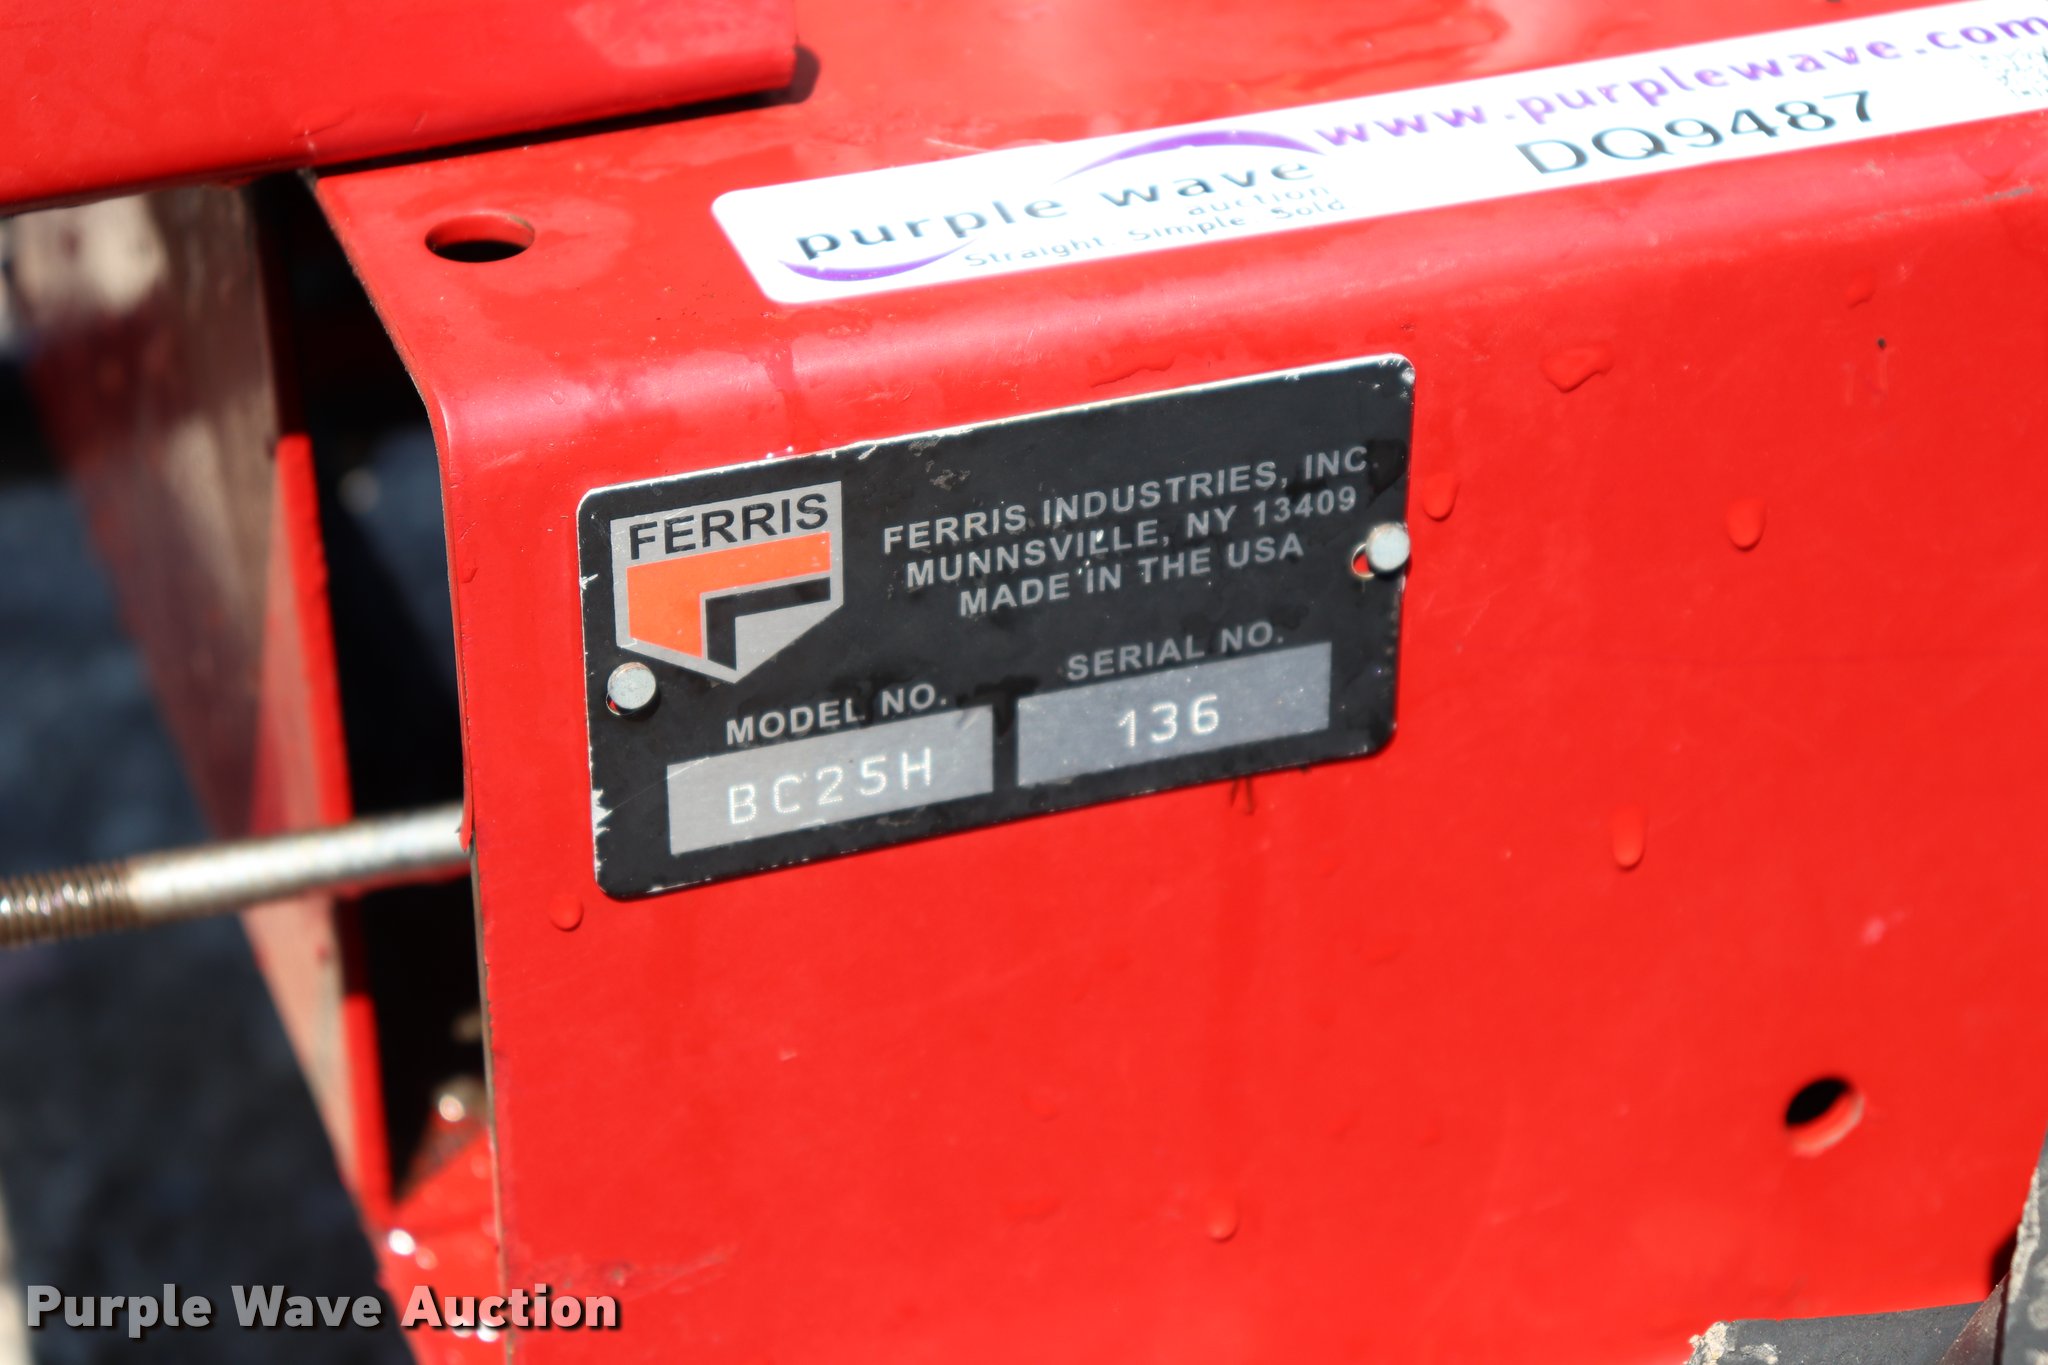 www.purplewave.com
purple wave
auction
Straight. Simple. Sold
DQ9487
FERRIS
FERRIS INDUSTRIES, INC.
MUNNSVILLE, NY 13409
MADE IN THE USA
MODEL NO.
BC25H
SERIAL NO.
136
Purple Wave Auction